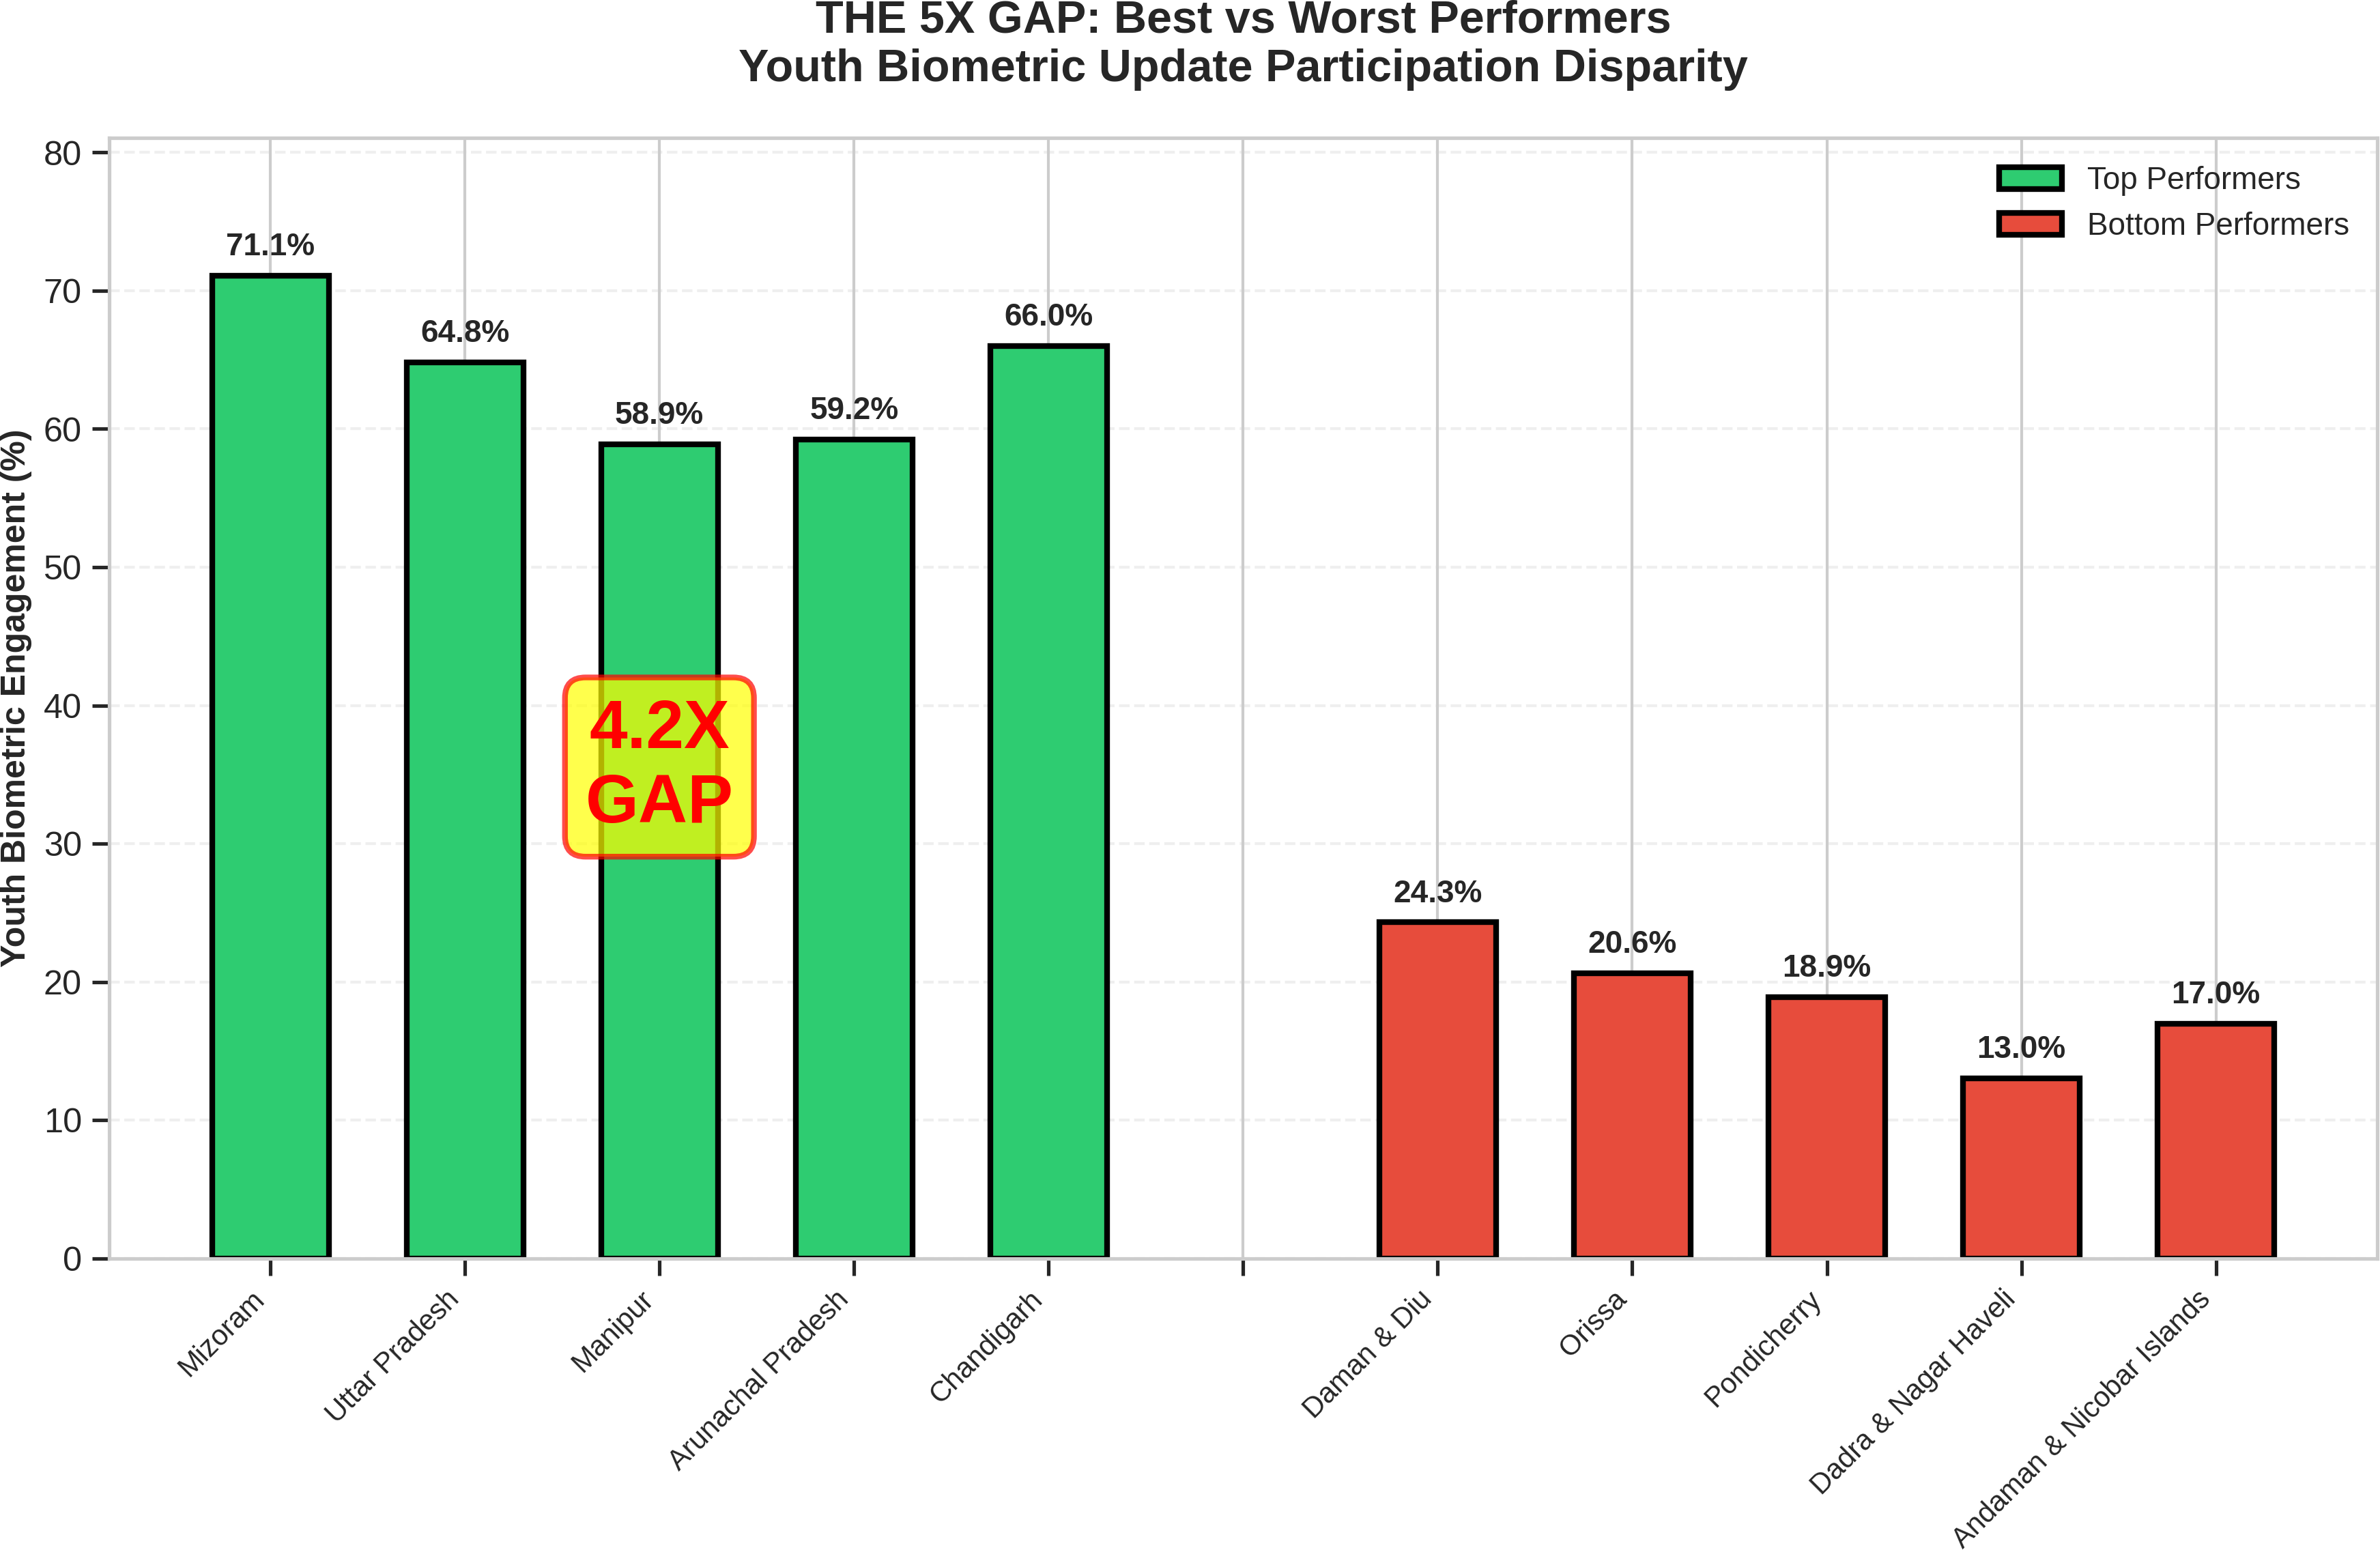 THE 5X GAP: Best vs Worst Performers
Youth Biometric Update Participation Disparity
Youth Biometric Engagement (%)
80
70
60
50
40
30
20
10
0
Top Performers
Bottom Performers
71.1%
64.8%
58.9%
59.2%
66.0%
24.3%
20.6%
18.9%
13.0%
17.0%
4.2X
GAP
Mizoram
Uttar Pradesh
Manipur
Arunachal Pradesh
Chandigarh
Daman & Diu
Orissa
Pondicherry
Dadra & Nagar Haveli
Andaman & Nicobar Islands